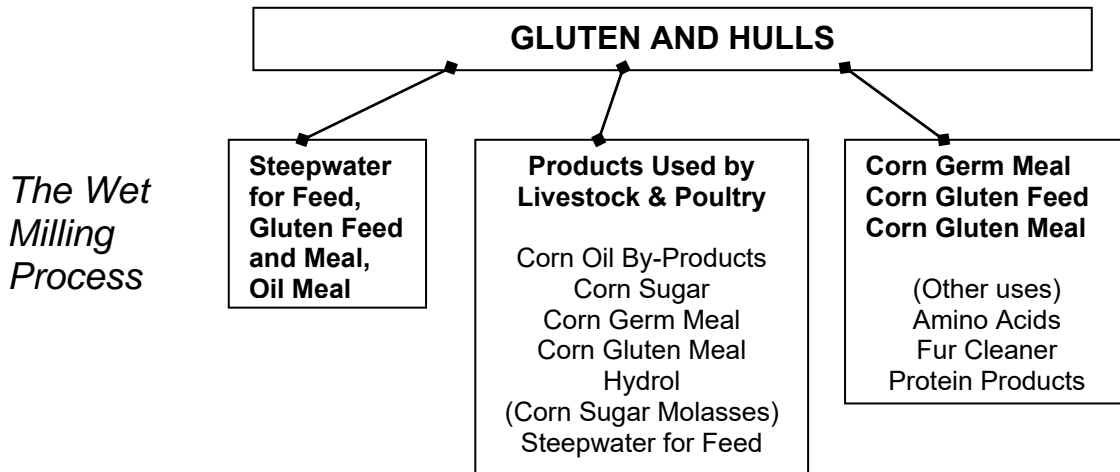 GLUTEN AND HULLS
The Wet
Milling
Process
Steepwater
for Feed,
Gluten Feed
and Meal,
Oil Meal
Products Used by
Livestock & Poultry
Corn Oil By-Products
Corn Sugar
Corn Germ Meal
Corn Gluten Meal
Hydrol
(Corn Sugar Molasses)
Steepwater for Feed
Corn Germ Meal
Corn Gluten Feed
Corn Gluten Meal
(Other uses)
Amino Acids
Fur Cleaner
Protein Products